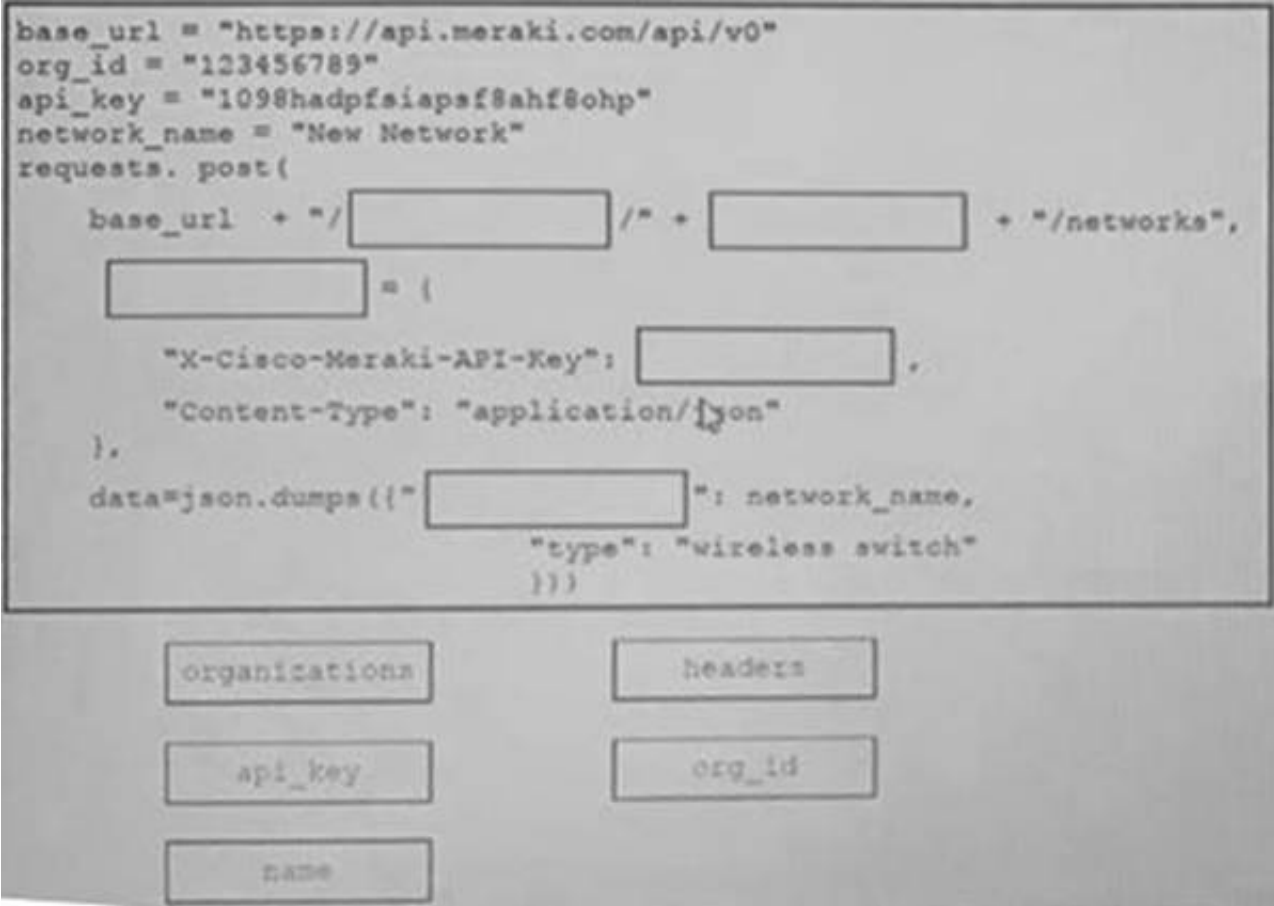 base_url = "https://api.meraki.com/api/v0"
org_id = "123456789"
api_key = "1098hadpfsiapsf8ahf8ohp"
network_name = "New Network"
requests. post(
base_url + "/ /" + + "/networks",
= {
"X-Cisco-Meraki-API-Key": ,
"Content-Type": "application/json"
},
data=json.dumps({" ": network_name,
"type": "wireless switch"
}))
organizations headers
api_key org_id
name